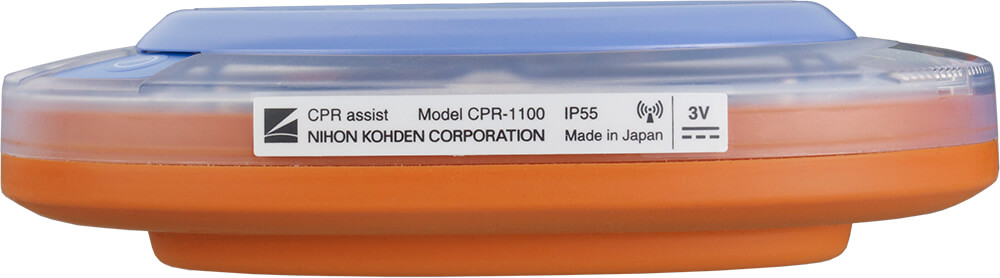 CPR assist Model CPR-1100 IP55
NIHON KOHDEN CORPORATION Made in Japan
3V